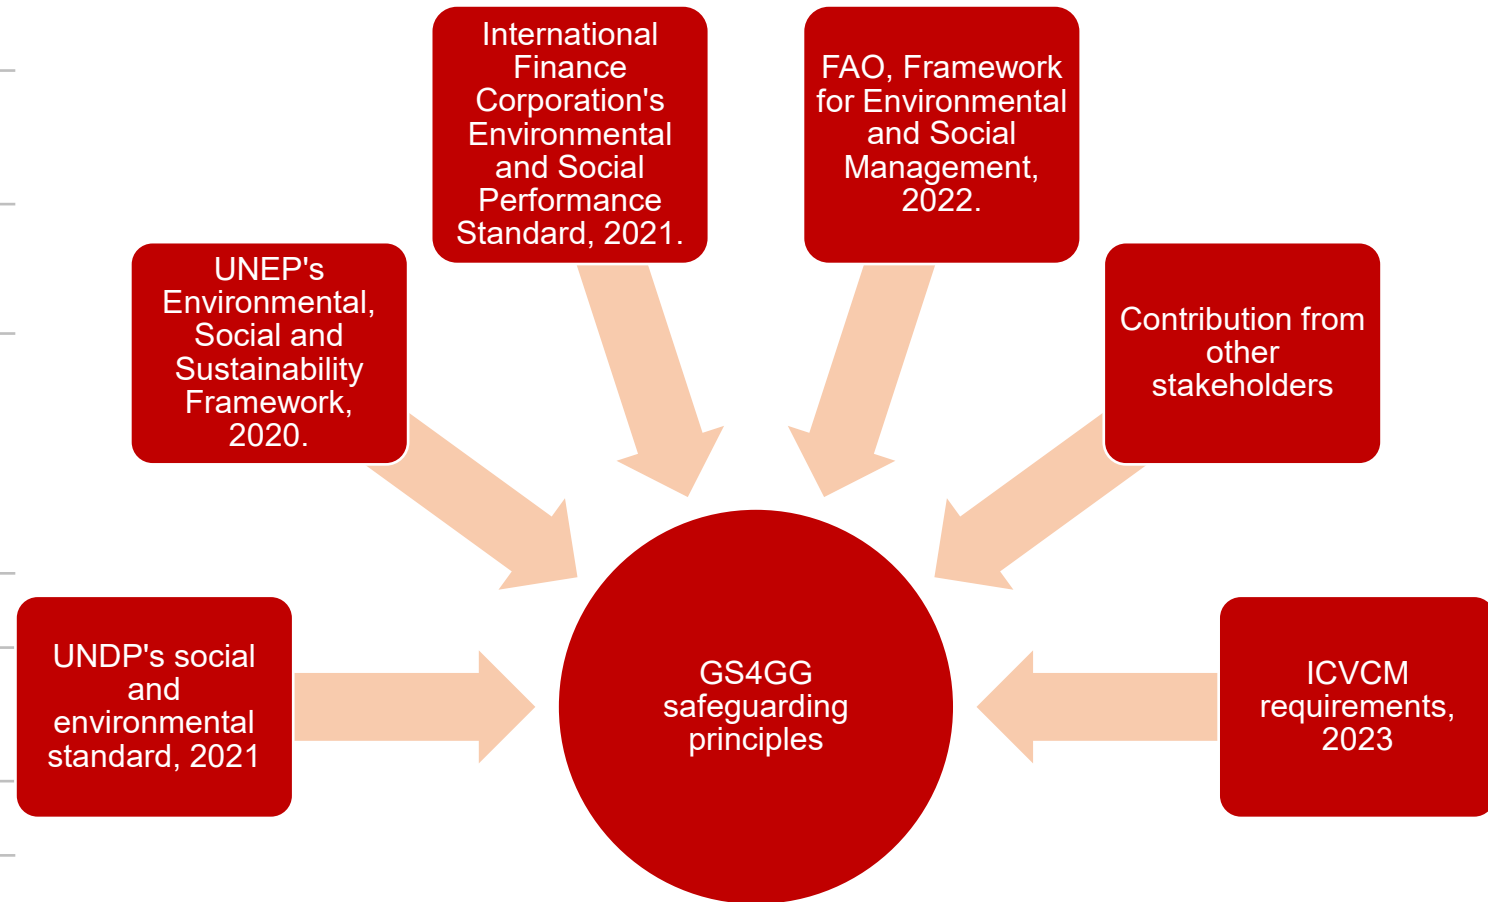 International
Finance
Corporation's
Environmental
and Social
Performance
Standard, 2021.
FAO, Framework
for Environmental
and Social
Management,
2022.
UNEP's
Environmental,
Social and
Sustainability
Framework,
2020.
Contribution from
other
stakeholders
UNDP's social
and
environmental
standard, 2021
GS4GG
safeguarding
principles
ICVCM
requirements,
2023